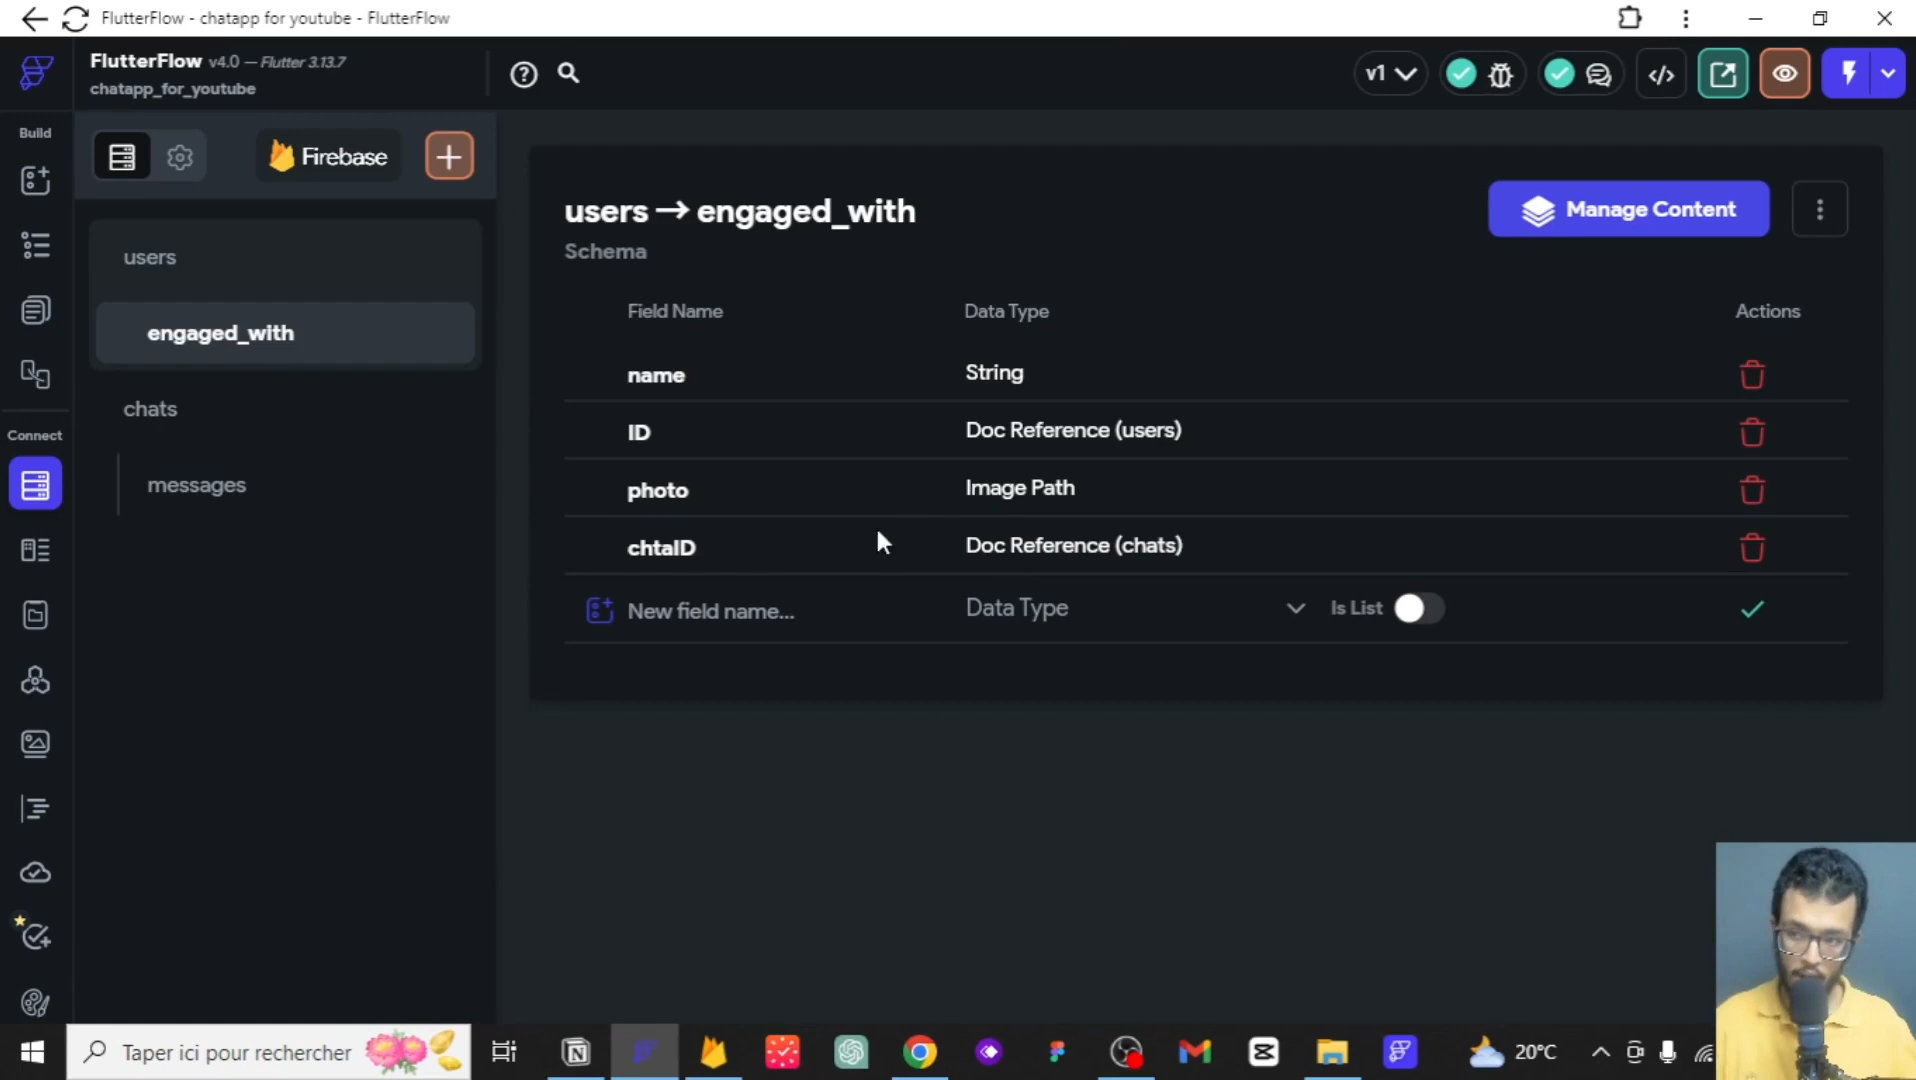 FlutterFlow - chatapp for youtube - FlutterFlow
FlutterFlow v4.0 — Flutter 3.13.7
chatapp_for_youtube
v1
Build
Firebase
users
engaged_with
chats
messages
Connect
users → engaged_with
Manage Content
Schema
Field Name Data Type Actions
name String
ID Doc Reference (users)
photo Image Path
chtaID Doc Reference (chats)
New field name... Data Type Is List
Taper ici pour rechercher
20°C